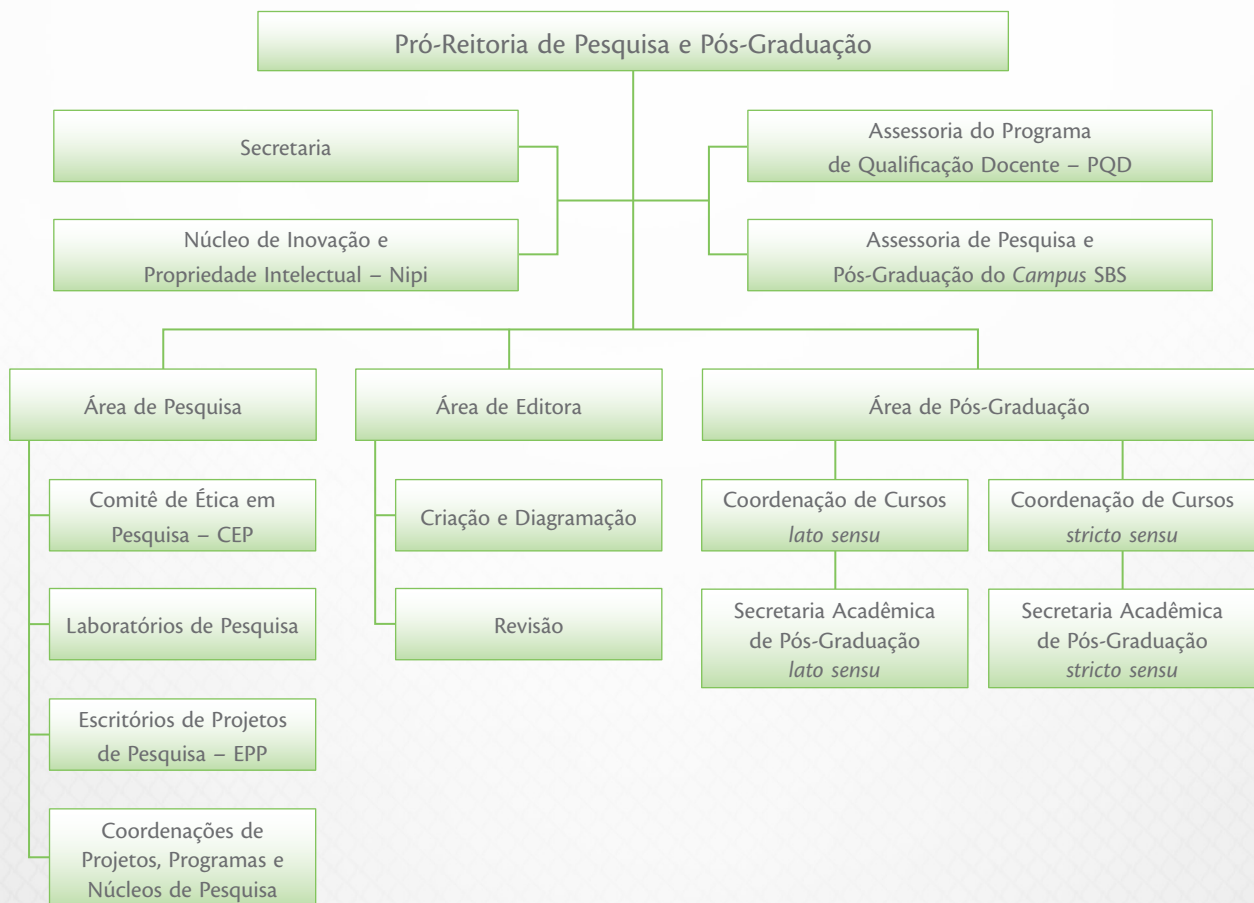 Pró-Reitoria de Pesquisa e Pós-Graduação
Secretaria
Assessoria do Programa
de Qualificação Docente – PQD
Núcleo de Inovação e
Propriedade Intelectual – Nipi
Assessoria de Pesquisa e
Pós-Graduação do Campus SBS
Área de Pesquisa
Área de Editora
Área de Pós-Graduação
Comitê de Ética em
Pesquisa – CEP
Laboratórios de Pesquisa
Escritórios de Projetos
de Pesquisa – EPP
Coordenações de
Projetos, Programas e
Núcleos de Pesquisa
Criação e Diagramação
Revisão
Coordenação de Cursos
lato sensu
Secretaria Acadêmica
de Pós-Graduação
lato sensu
Coordenação de Cursos
stricto sensu
Secretaria Acadêmica
de Pós-Graduação
stricto sensu